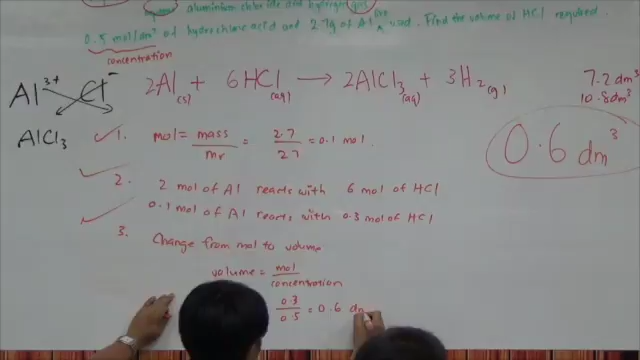 aluminium chloride and hydrogen gas
0.5 mol/dm³ of hydrochloric acid and 2.7g of Al are used. Find the volume of HCl required.
concentration
Al³⁺ Cl⁻
2Al(s) + 6HCl(aq) → 2AlCl₃(aq) + 3H₂(g)
7.2 dm³
10.8 dm³
AlCl₃
0.6 dm³
1. mol = mass/mr = 2.7/27 = 0.1 mol.
2. 2 mol of Al reacts with 6 mol of HCl
0.1 mol of Al reacts with 0.3 mol of HCl
3. Change from mol to volume
volume = mol/concentration
0.3/0.5 = 0.6 dm